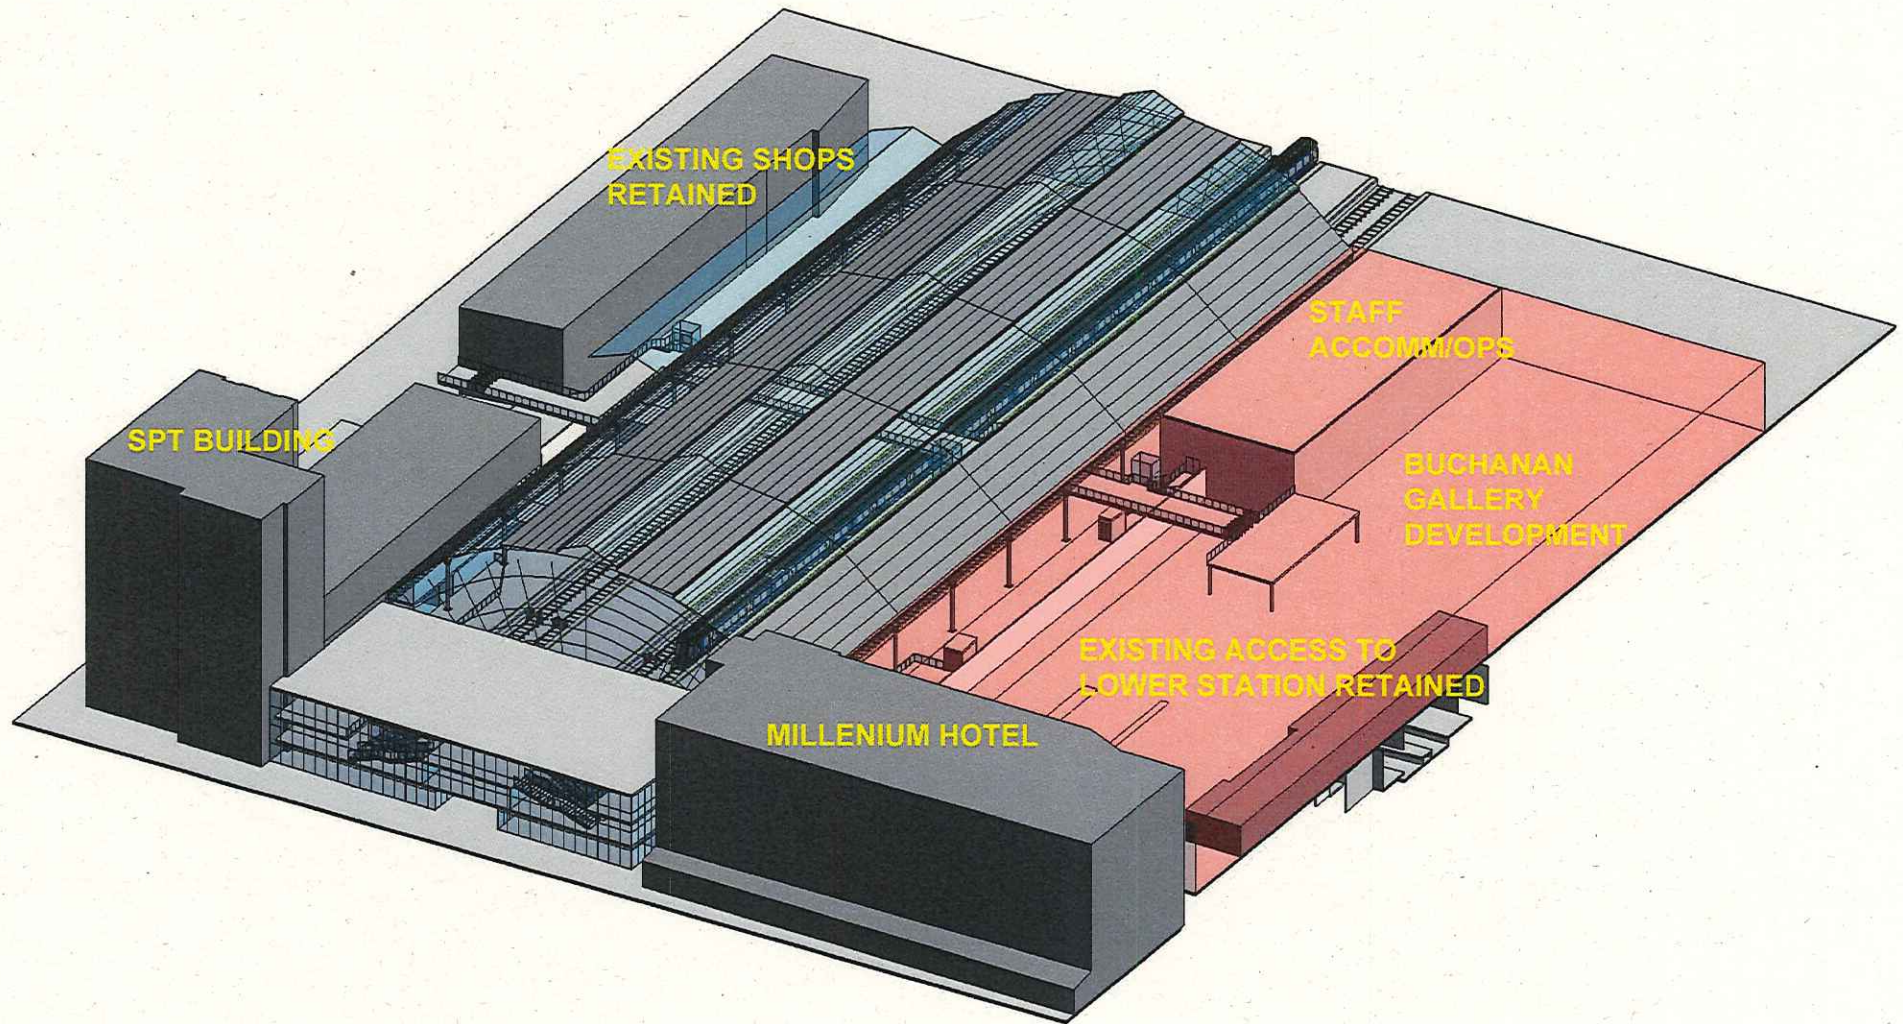 EXISTING SHOPS
RETAINED
STAFF
ACCOMM/OPS
SPT BUILDING
BUCHANAN
GALLERY
DEVELOPMENT
EXISTING ACCESS TO
LOWER STATION RETAINED
MILLENIUM HOTEL